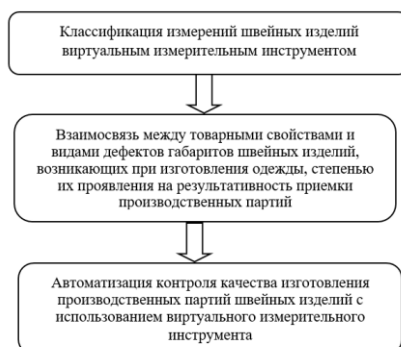 Классификация измерений швейных изделий
виртуальным измерительным инструментом
Взаимосвязь между товарными свойствами и
видами дефектов габаритов швейных изделий,
возникающих при изготовления одежды, степенью
их проявления на результативность приемки
производственных партий
Автоматизация контроля качества изготовления
производственных партий швейных изделий с
использованием виртуального измерительного
инструмента